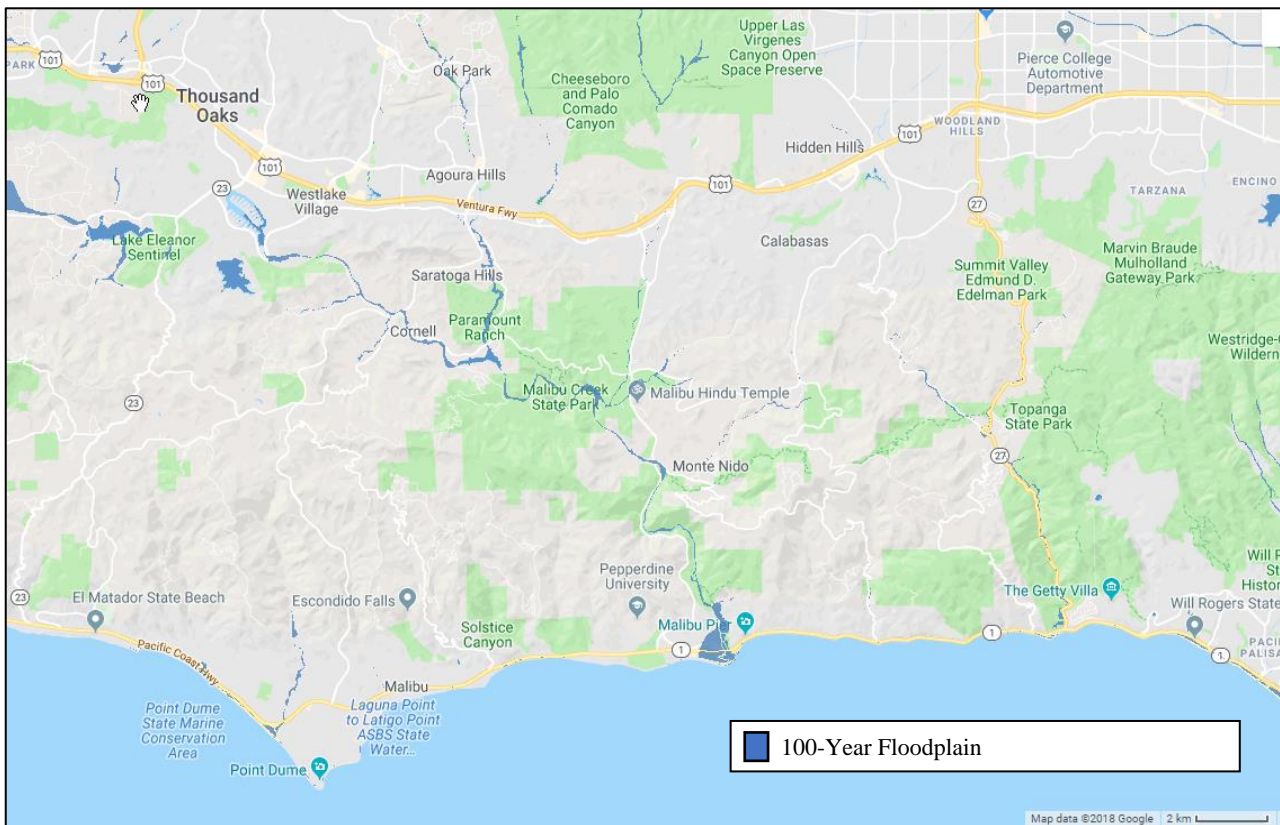 Upper Las
Virgenes
Canyon Open
Space Preserve
Pierce College
Automotive
Department
101
PARK
101
Oak Park
Cheeseboro
and Palo
Comado
Canyon
Thousand
Oaks
101
WOODLAND
HILLS
101
Hidden Hills
101
23
Westlake
Village
Agoura Hills
Ventura Fwy
101
27
TARZANA
ENCINO
Lake Eleanor
Sentinel
Calabasas
Marvin Braude
Mulholland
Gateway Park
Summit Valley
Edmund D.
Edelman Park
Saratoga Hills
Paramount
Ranch
Cornell
23
Malibu Creek
State Park
Malibu Hindu Temple
Topanga
State Park
27
Monte Nido
Pepperdine
University
The Getty Villa
Will Rogers State
23
El Matador State Beach
Escondido Falls
Solstice
Canyon
Malibu Pier
1
1
1
Pacific Coast Hwy
Malibu
Point Dume
State Marine
Conservation
Area
Laguna Point
to Latigo Point
ASBS State
Water...
Point Dume
100-Year Floodplain
Map data ©2018 Google
2 km